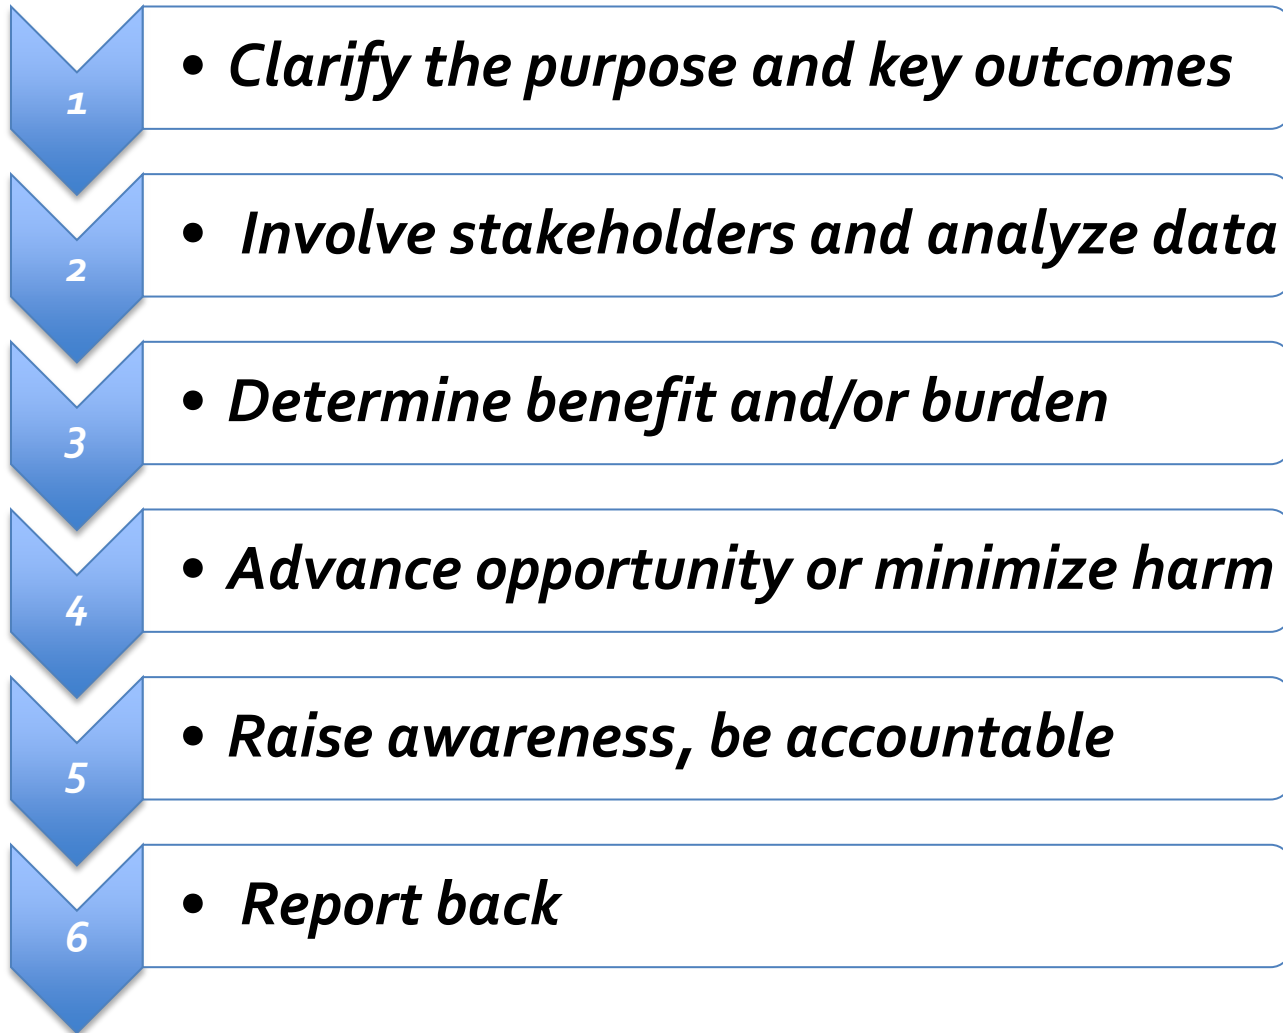 1 • Clarify the purpose and key outcomes
2 • Involve stakeholders and analyze data
3 • Determine benefit and/or burden
4 • Advance opportunity or minimize harm
5 • Raise awareness, be accountable
6 • Report back